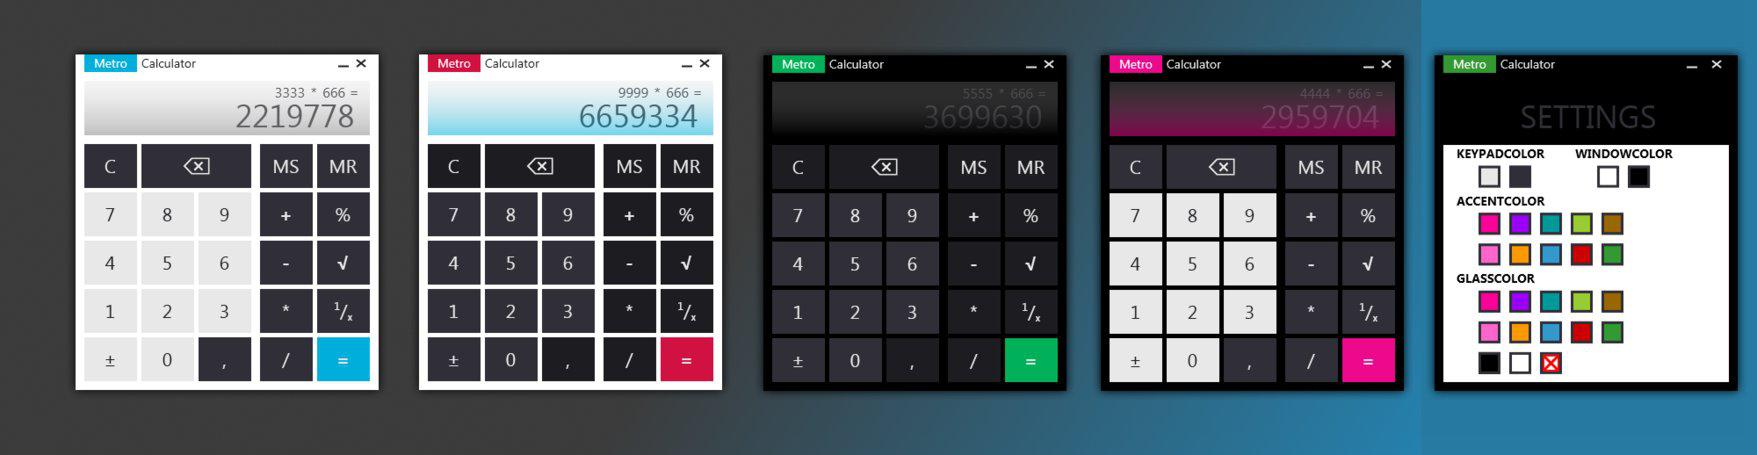 Metro Calculator
3333 * 666 =
2219778
C MS MR
7 8 9 + %
4 5 6 - √
1 2 3 * 1/x
± 0 , / =
Metro Calculator
9999 * 666 =
6659334
C MS MR
7 8 9 + %
4 5 6 - √
1 2 3 * 1/x
± 0 , / =
Metro Calculator
5555 * 666 =
3699630
C MS MR
7 8 9 + %
4 5 6 - √
1 2 3 * 1/x
± 0 , / =
Metro Calculator
4444 * 666 =
2959704
C MS MR
7 8 9 + %
4 5 6 - √
1 2 3 * 1/x
± 0 , / =
Metro Calculator
SETTINGS
KEYPADCOLOR WINDOWCOLOR
ACCENTCOLOR
GLASSCOLOR